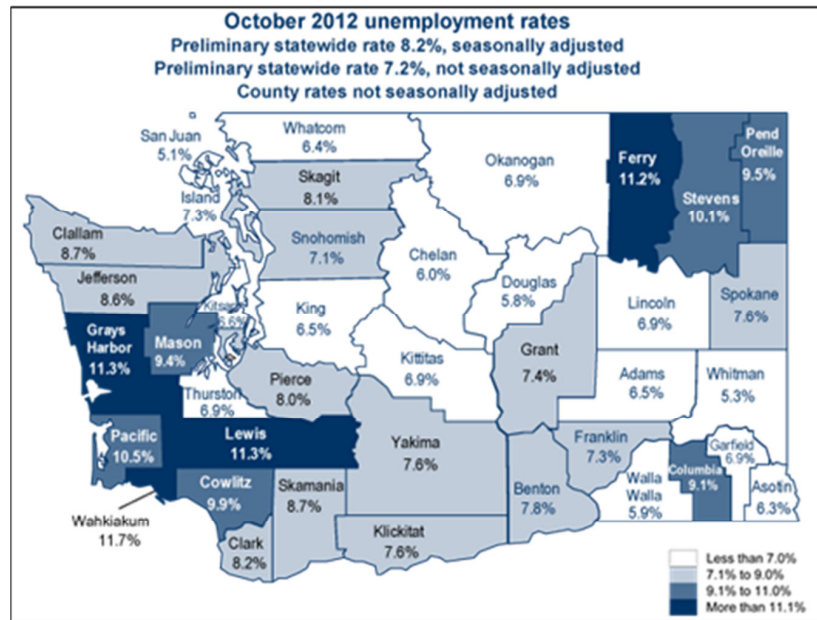 October 2012 unemployment rates
Preliminary statewide rate 8.2%, seasonally adjusted
Preliminary statewide rate 7.2%, not seasonally adjusted
County rates not seasonally adjusted
San Juan
5.1%
Whatcom
6.4%
Okanogan
6.9%
Ferry
11.2%
Pend
Oreille
9.5%
Stevens
10.1%
Island
7.3%
Skagit
8.1%
Clallam
8.7%
Snohomish
7.1%
Chelan
6.0%
Jefferson
8.6%
Douglas
5.8%
Lincoln
6.9%
Spokane
7.6%
Kitsap
6.6%
King
6.5%
Grays
Harbor
11.3%
Mason
9.4%
Kittitas
6.9%
Grant
7.4%
Adams
6.5%
Whitman
5.3%
Pierce
8.0%
Thurston
6.9%
Pacific
10.5%
Lewis
11.3%
Yakima
7.6%
Franklin
7.3%
Garfield
6.9%
Columbia
9.1%
Walla
Walla
5.9%
Asotin
6.3%
Cowlitz
9.9%
Skamania
8.7%
Benton
7.8%
Wahkiakum
11.7%
Klickitat
7.6%
Clark
8.2%
Less than 7.0%
7.1% to 9.0%
9.1% to 11.0%
More than 11.1%